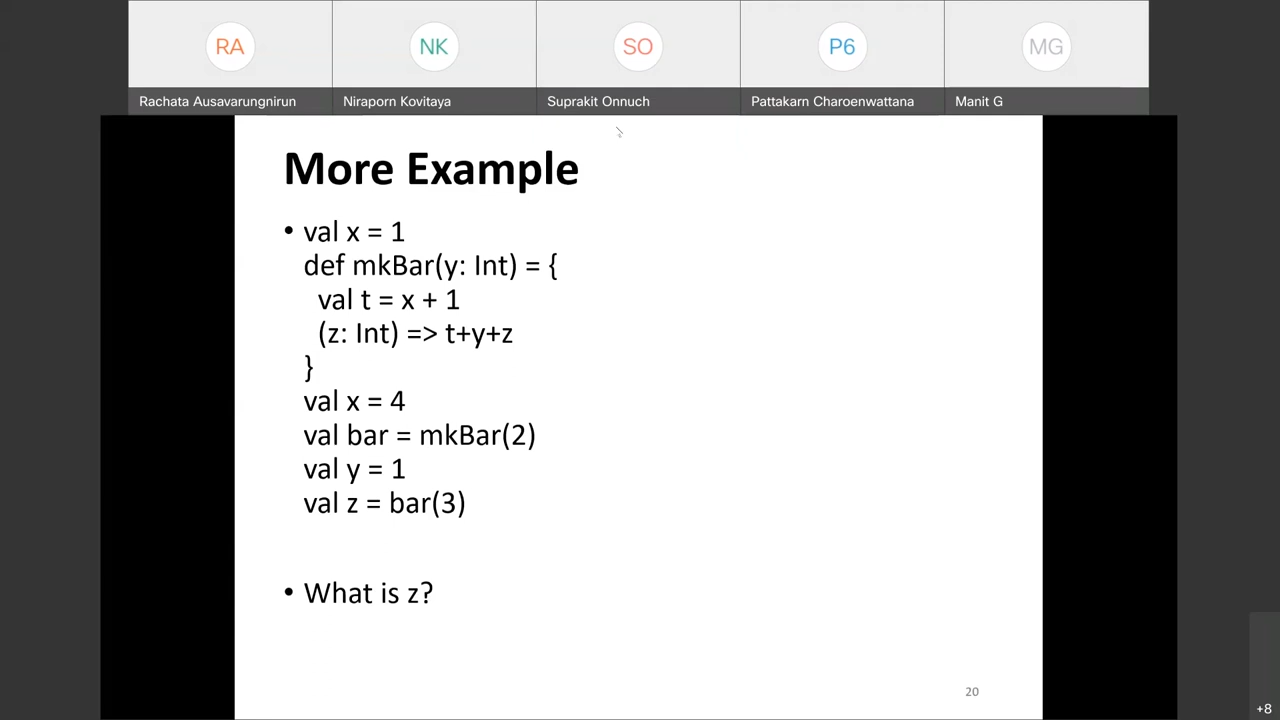 RA
NK
SO
P6
MG
Rachata Ausavarungnirun
Niraporn Kovitaya
Suprakit Onnuch
Pattakarn Charoenwattana
Manit G
More Example
• val x = 1
def mkBar(y: Int) = {
val t = x + 1
(z: Int) => t+y+z
}
val x = 4
val bar = mkBar(2)
val y = 1
val z = bar(3)
• What is z?
20
+8